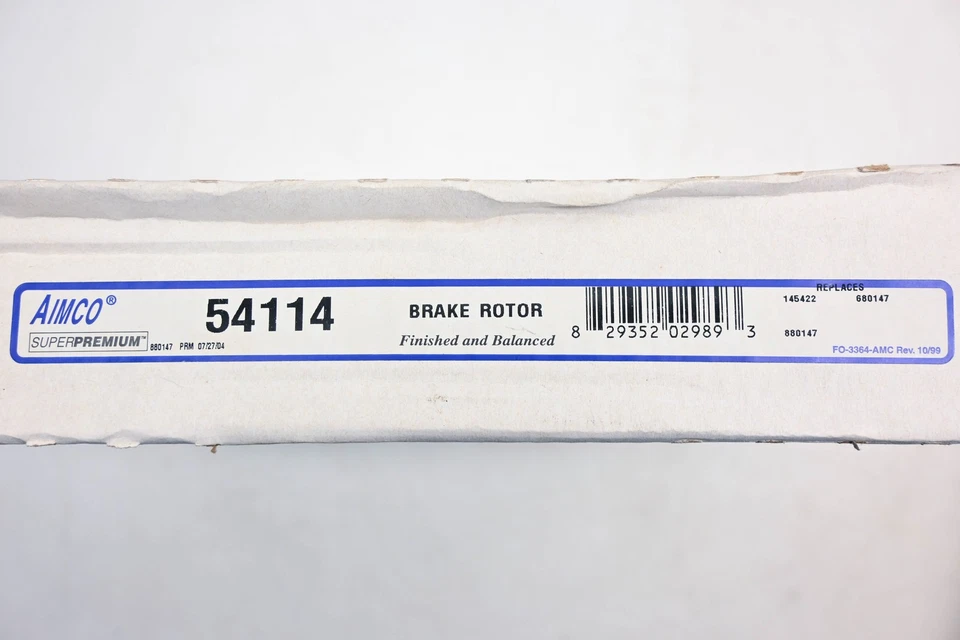 AIMCO®
SUPERPREMIUM™
880147 PRM 07/27/04
54114
BRAKE ROTOR
Finished and Balanced
8 29352 02989 3
REPLACES
145422 680147
880147
FO-3364-AMC Rev. 10/99